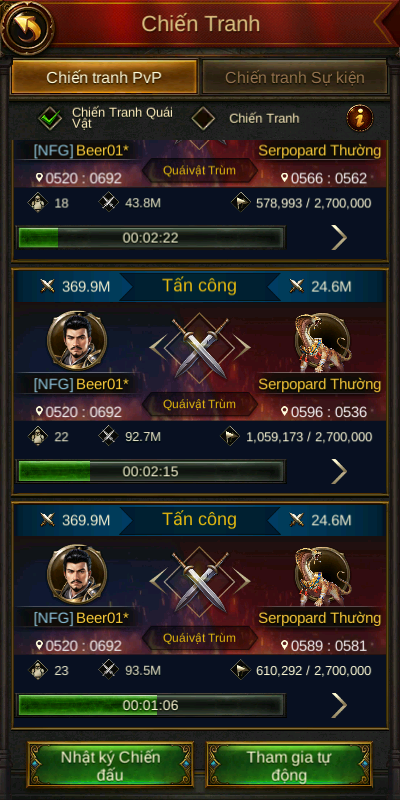 Chiến Tranh
Chiến tranh PvP
Chiến tranh Sự kiện
Chiến Tranh Quái
Vật
Chiến Tranh
[NFG] Beer01*
Serpopard Thường
Quáivật Trùm
0520 : 0692
0566 : 0562
18
43.8M
578,993 / 2,700,000
00:02:22
369.9M
Tấn công
24.6M
[NFG] Beer01*
Serpopard Thường
Quáivật Trùm
0520 : 0692
0596 : 0536
22
92.7M
1,059,173 / 2,700,000
00:02:15
369.9M
Tấn công
24.6M
[NFG] Beer01*
Serpopard Thường
Quáivật Trùm
0520 : 0692
0589 : 0581
23
93.5M
610,292 / 2,700,000
00:01:06
Nhật ký Chiến
đấu
Tham gia tự
động